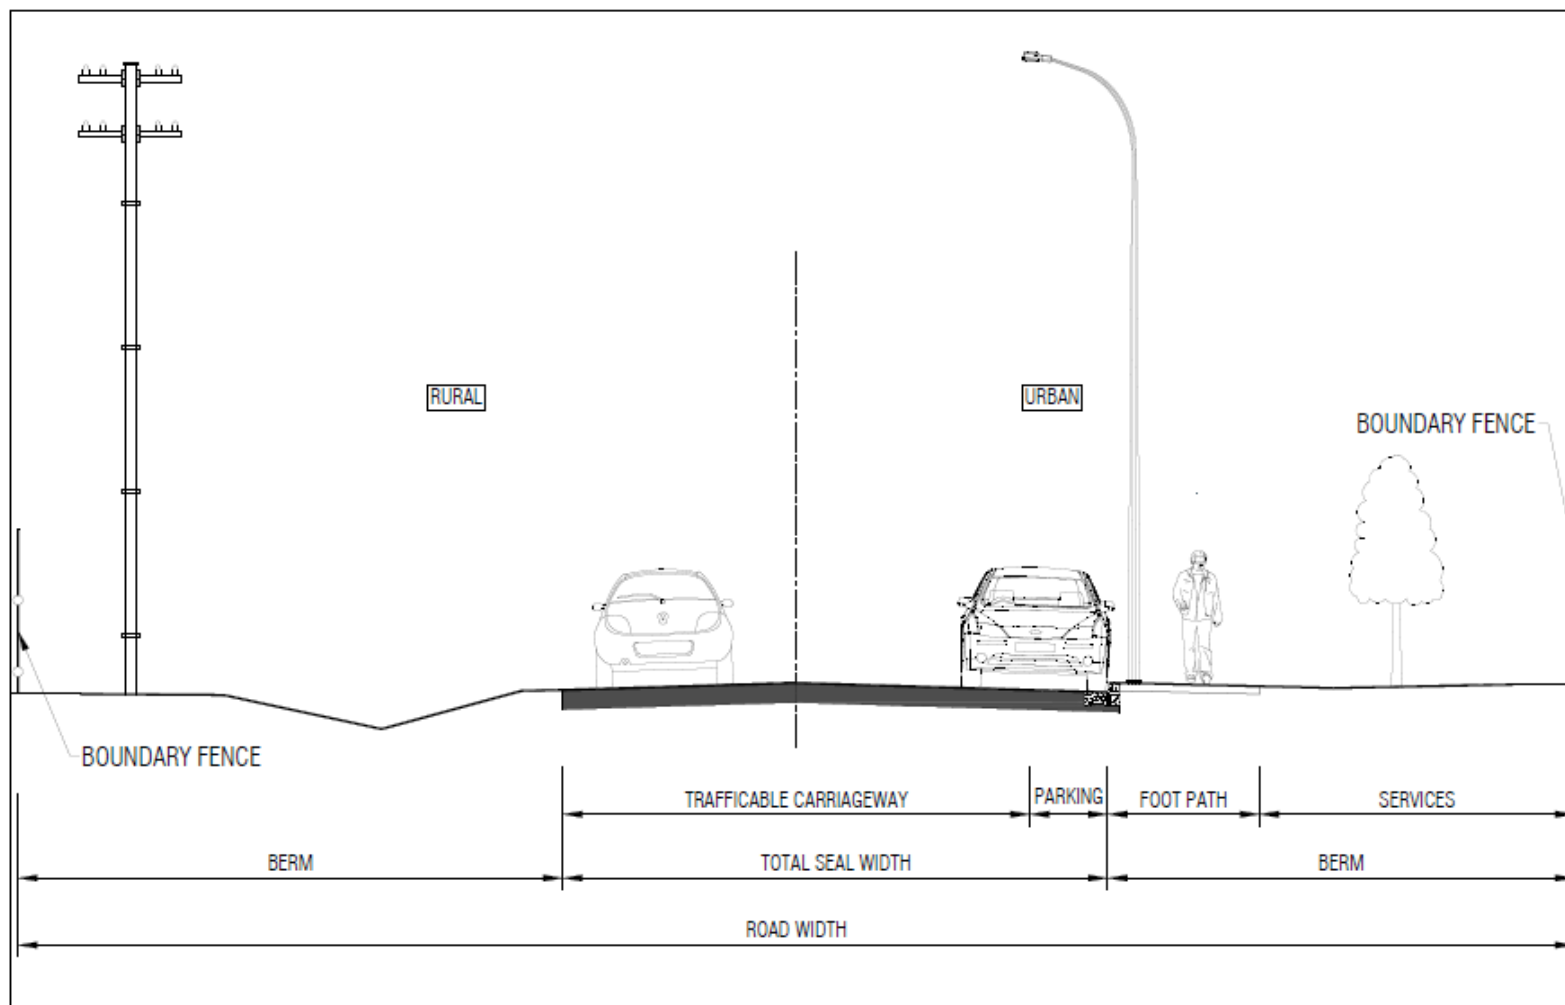 RURAL
URBAN
BOUNDARY FENCE
BOUNDARY FENCE
TRAFFICABLE CARRIAGEWAY
PARKING
FOOT PATH
SERVICES
BERM
TOTAL SEAL WIDTH
BERM
ROAD WIDTH